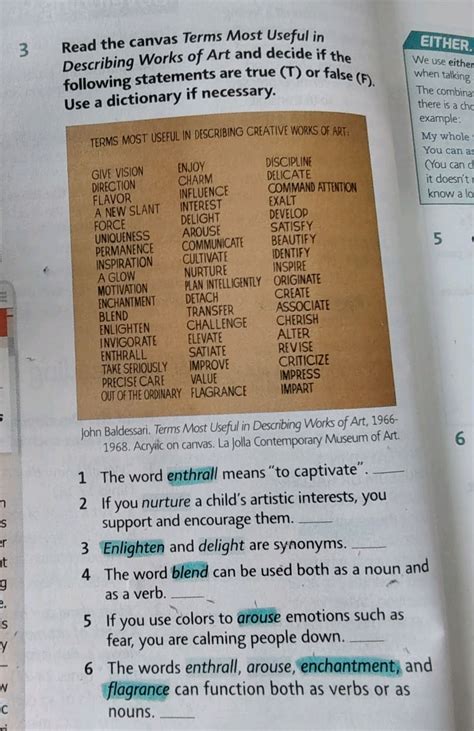 3 Read the canvas Terms Most Useful in
Describing Works of Art and decide if the
following statements are true (T) or false (F).
Use a dictionary if necessary.
TERMS MOST USEFUL IN DESCRIBING CREATIVE WORKS OF ART:
GIVE VISION
DIRECTION
FLAVOR
A NEW SLANT
FORCE
UNIQUENESS
PERMANENCE
INSPIRATION
A GLOW
MOTIVATION
ENCHANTMENT
BLEND
ENLIGHTEN
INVIGORATE
ENTHRALL
TAKE SERIOUSLY
PRECISE CARE
OUT OF THE ORDINARY
ENJOY
CHARM
INFLUENCE
INTEREST
DELIGHT
AROUSE
COMMUNICATE
CULTIVATE
NURTURE
PLAN INTELLIGENTLY
DETACH
TRANSFER
CHALLENGE
ELEVATE
SATIATE
IMPROVE
VALUE
FLAGRANCE
DISCIPLINE
DELICATE
COMMAND ATTENTION
EXALT
DEVELOP
SATISFY
BEAUTIFY
IDENTIFY
INSPIRE
ORIGINATE
CREATE
ASSOCIATE
CHERISH
ALTER
REVISE
CRITICIZE
IMPRESS
IMPART
John Baldessari. Terms Most Useful in Describing Works of Art, 1966-
1968. Acrylic on canvas. La Jolla Contemporary Museum of Art.
1 The word enthrall means "to captivate". ____
2 If you nurture a child's artistic interests, you
support and encourage them. ____
3 Enlighten and delight are synonyms. ____
4 The word blend can be used both as a noun and
as a verb. ____
5 If you use colors to arouse emotions such as
fear, you are calming people down. ____
6 The words enthrall, arouse, enchantment, and
flagrance can function both as verbs or as
nouns. ____
EITHER
We use either
when talking
The combina
there is a cho
example:
My whole
You can as
(You can d
it doesn't
know a lo
5
6